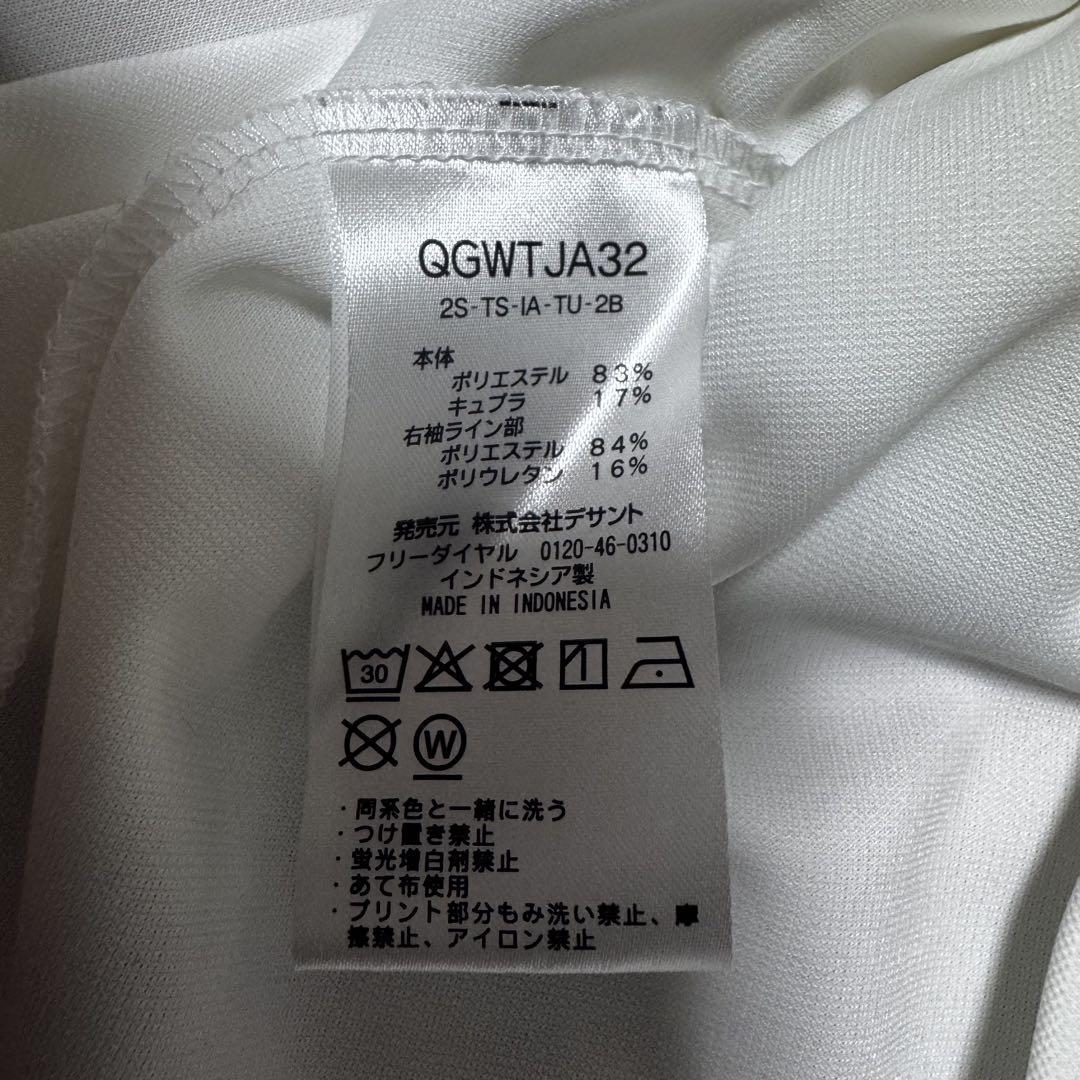 QGWTJA32
2S-TS-IA-TU-2B
本体
ポリエステル 83%
キュプラ 17%
右袖ライン部
ポリエステル 84%
ポリウレタン 16%
発売元 株式会社デサント
フリーダイヤル 0120-46-0310
インドネシア製
MADE IN INDONESIA
30
W
・同系色と一緒に洗う
・つけ置き禁止
・蛍光増白剤禁止
・あて布使用
・プリント部分もみ洗い禁止、摩
擦禁止、アイロン禁止